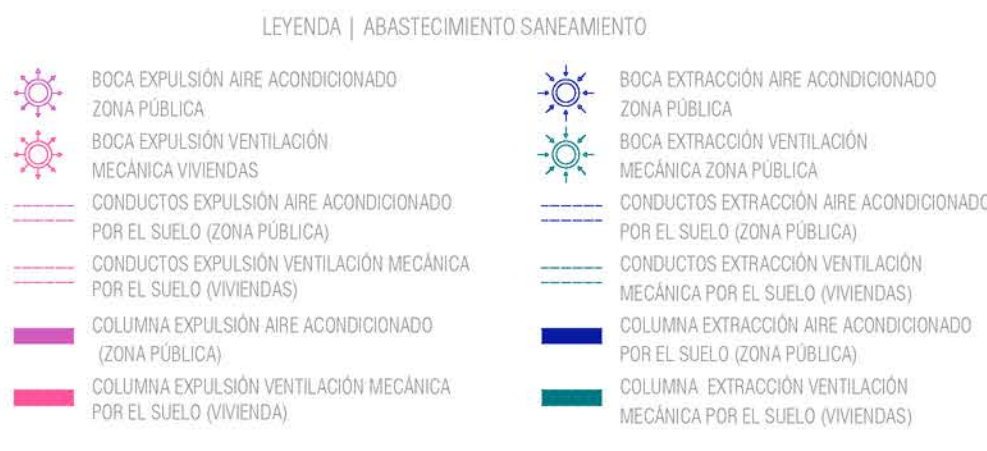 LEYENDA | ABASTECIMIENTO SANEAMIENTO
BOCA EXPULSIÓN AIRE ACONDICIONADO
ZONA PÚBLICA
BOCA EXPULSIÓN VENTILACIÓN
MECÁNICA VIVIENDAS
CONDUCTOS EXPULSIÓN AIRE ACONDICIONADO
POR EL SUELO (ZONA PÚBLICA)
CONDUCTOS EXPULSIÓN VENTILACIÓN MECÁNICA
POR EL SUELO (VIVIENDAS)
COLUMNA EXPULSIÓN AIRE ACONDICIONADO
(ZONA PÚBLICA)
COLUMNA EXPULSIÓN VENTILACIÓN MECÁNICA
POR EL SUELO (VIVIENDA)
BOCA EXTRACCIÓN AIRE ACONDICIONADO
ZONA PÚBLICA
BOCA EXTRACCIÓN VENTILACIÓN
MECÁNICA ZONA PÚBLICA
CONDUCTOS EXTRACCIÓN AIRE ACONDICIONADO
POR EL SUELO (ZONA PÚBLICA)
CONDUCTOS EXTRACCIÓN VENTILACIÓN
MECÁNICA POR EL SUELO (VIVIENDAS)
COLUMNA EXTRACCIÓN AIRE ACONDICIONADO
POR EL SUELO (ZONA PÚBLICA)
COLUMNA EXTRACCIÓN VENTILACIÓN
MECÁNICA POR EL SUELO (VIVIENDAS)